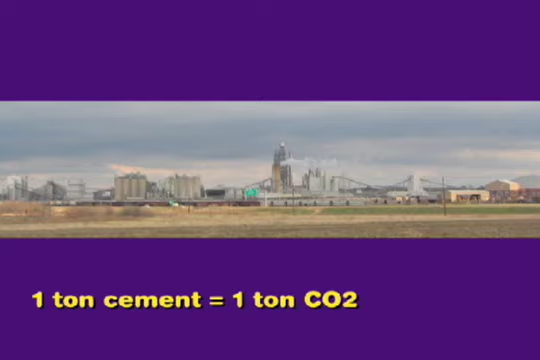 1 ton cement = 1 ton CO2